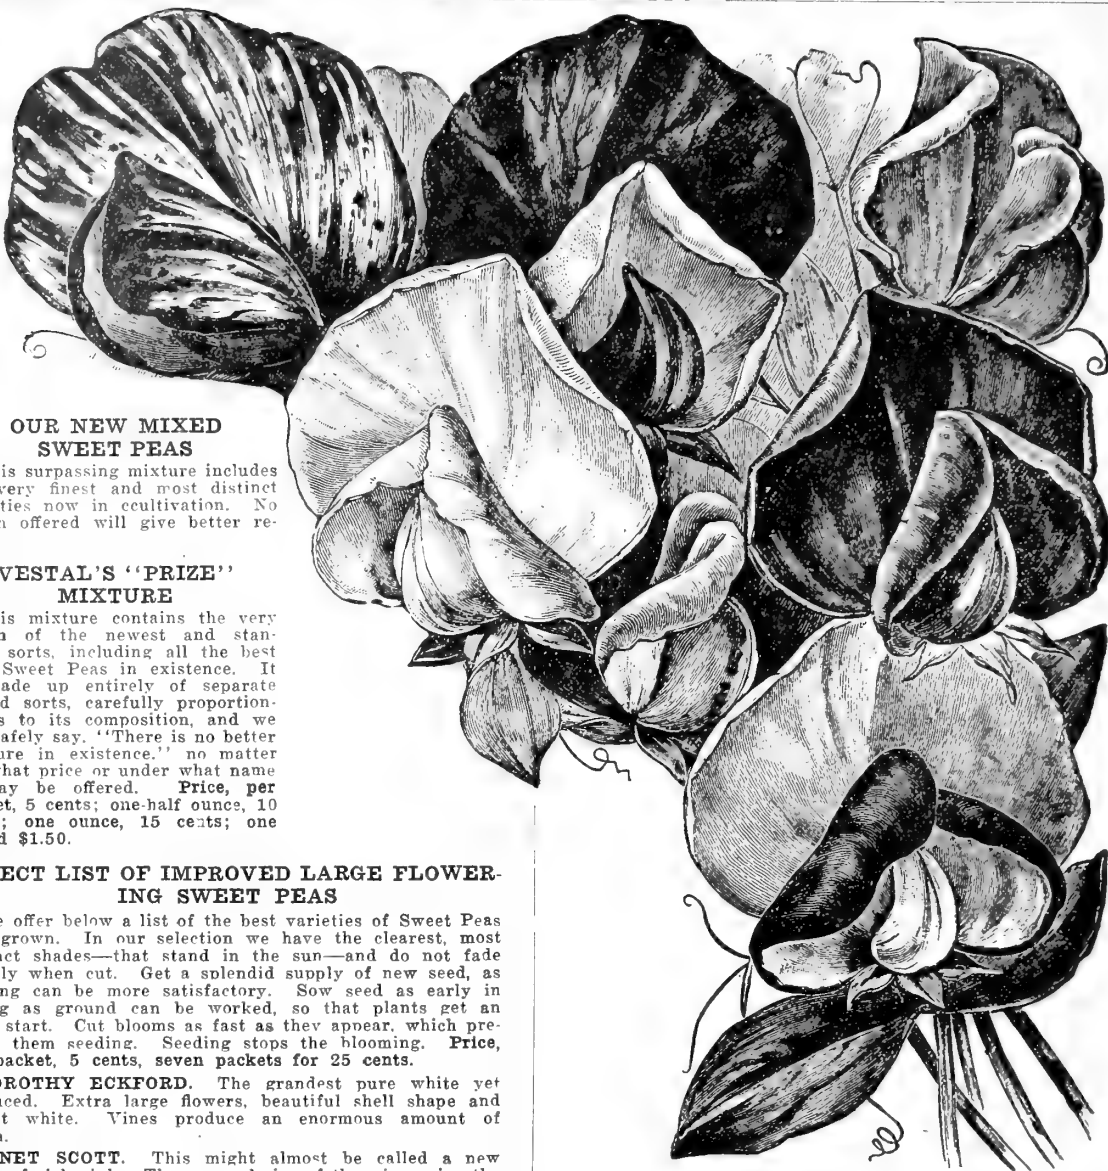 OUR NEW MIXED
SWEET PEAS
is surpassing mixture includes
very finest and most distinct
ties now in ccultivation. No
n offered will give better re-
VESTAL'S "PRIZE"
MIXTURE
is mixture contains the very
n of the newest and stan-
sorts, including all the best
Sweet Peas in existence. It
ade up entirely of separate
d sorts, carefully proportion-
s to its composition, and we
afely say. "There is no better
ure in existence." no matter
hat price or under what name
ay be offered. Price, per
et, 5 cents; one-half ounce, 10
; one ounce, 15 cents; one
d $1.50.
ECT LIST OF IMPROVED LARGE FLOWER-
ING SWEET PEAS
e offer below a list of the best varieties of Sweet Peas
grown. In our selection we have the clearest, most
nct shades—that stand in the sun—and do not fade
ly when cut. Get a splendid supply of new seed, as
ng can be more satisfactory. Sow seed as early in
g as ground can be worked, so that plants get an
start. Cut blooms as fast as they appear, which pre-
them seeding. Seeding stops the blooming. Price,
packet, 5 cents, seven packets for 25 cents.
OROTHY ECKFORD. The grandest pure white yet
uced. Extra large flowers, beautiful shell shape and
t white. Vines produce an enormous amount of
NET SCOTT. This might almost be called a new